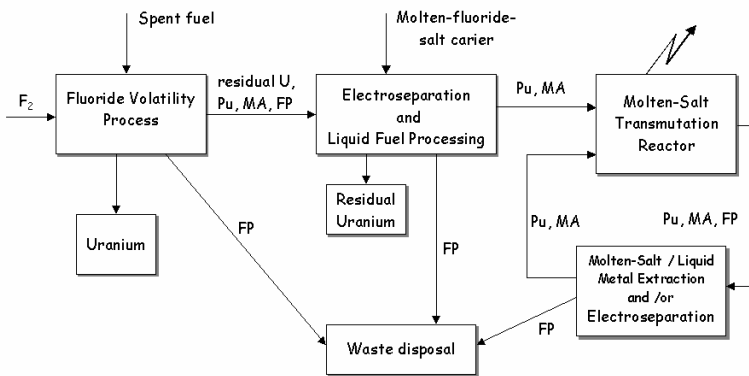 Spent fuel
Molten-fluoride-
salt carier
F₂
Fluoride Volatility
Process
residual U,
Pu, MA, FP
Electroseparation
and
Liquid Fuel Processing
Pu, MA
Molten-Salt
Transmutation
Reactor
Uranium
Residual
Uranium
FP
FP
Pu, MA
Pu, MA, FP
Molten-Salt / Liquid
Metal Extraction
and /or
Electroseparation
FP
Waste disposal